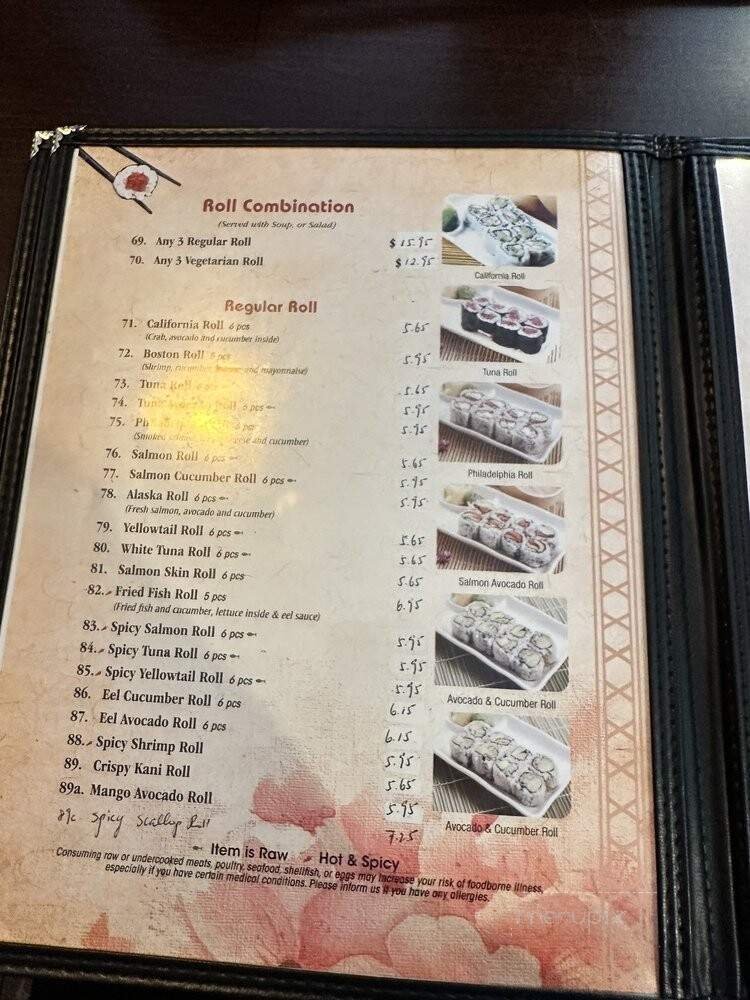 Roll Combination
(Served with Soup, or Salad)
69. Any 3 Regular Roll $15.95
70. Any 3 Vegetarian Roll $12.95
Regular Roll
71. California Roll 6 pcs 5.65
(Crab, avocado and cucumber inside)
72. Boston Roll pcs 5.95
(Shrimp, cucumber, and mayonnaise)
73. Tuna Roll 5.65
74. Roll 6 pcs 5.95
75. 6 pcs 5.95
(Smoked and cucumber)
76. Salmon Roll 6 pcs 5.65
77. Salmon Cucumber Roll 6 pcs 5.95
78. Alaska Roll 6 pcs 5.95
(Fresh salmon, avocado and cucumber)
79. Yellowtail Roll 6 pcs 5.65
80. White Tuna Roll 6 pcs 5.65
81. Salmon Skin Roll 6 pcs 5.65
82. Fried Fish Roll 5 pcs 6.95
(Fried fish and cucumber, lettuce inside & eel sauce)
83. Spicy Salmon Roll 6 pcs 5.95
84. Spicy Tuna Roll 6 pcs 5.95
85. Spicy Yellowtail Roll 6 pcs 5.95
86. Eel Cucumber Roll 6 pcs 6.15
87. Eel Avocado Roll 6 pcs 6.15
88. Spicy Shrimp Roll 5.95
89. Crispy Kani Roll 5.65
89a. Mango Avocado Roll 5.95
89c Spicy Scallop Roll 7.25
Item is Raw Hot & Spicy
Consuming raw or undercooked meats, poultry, seafood, shellfish, or eggs may increase your risk of foodborne illness,
especially if you have certain medical conditions. Please inform us if you have any allergies.
California Roll
Tuna Roll
Philadelphia Roll
Salmon Avocado Roll
Avocado & Cucumber Roll
Avocado & Cucumber Roll
menupix